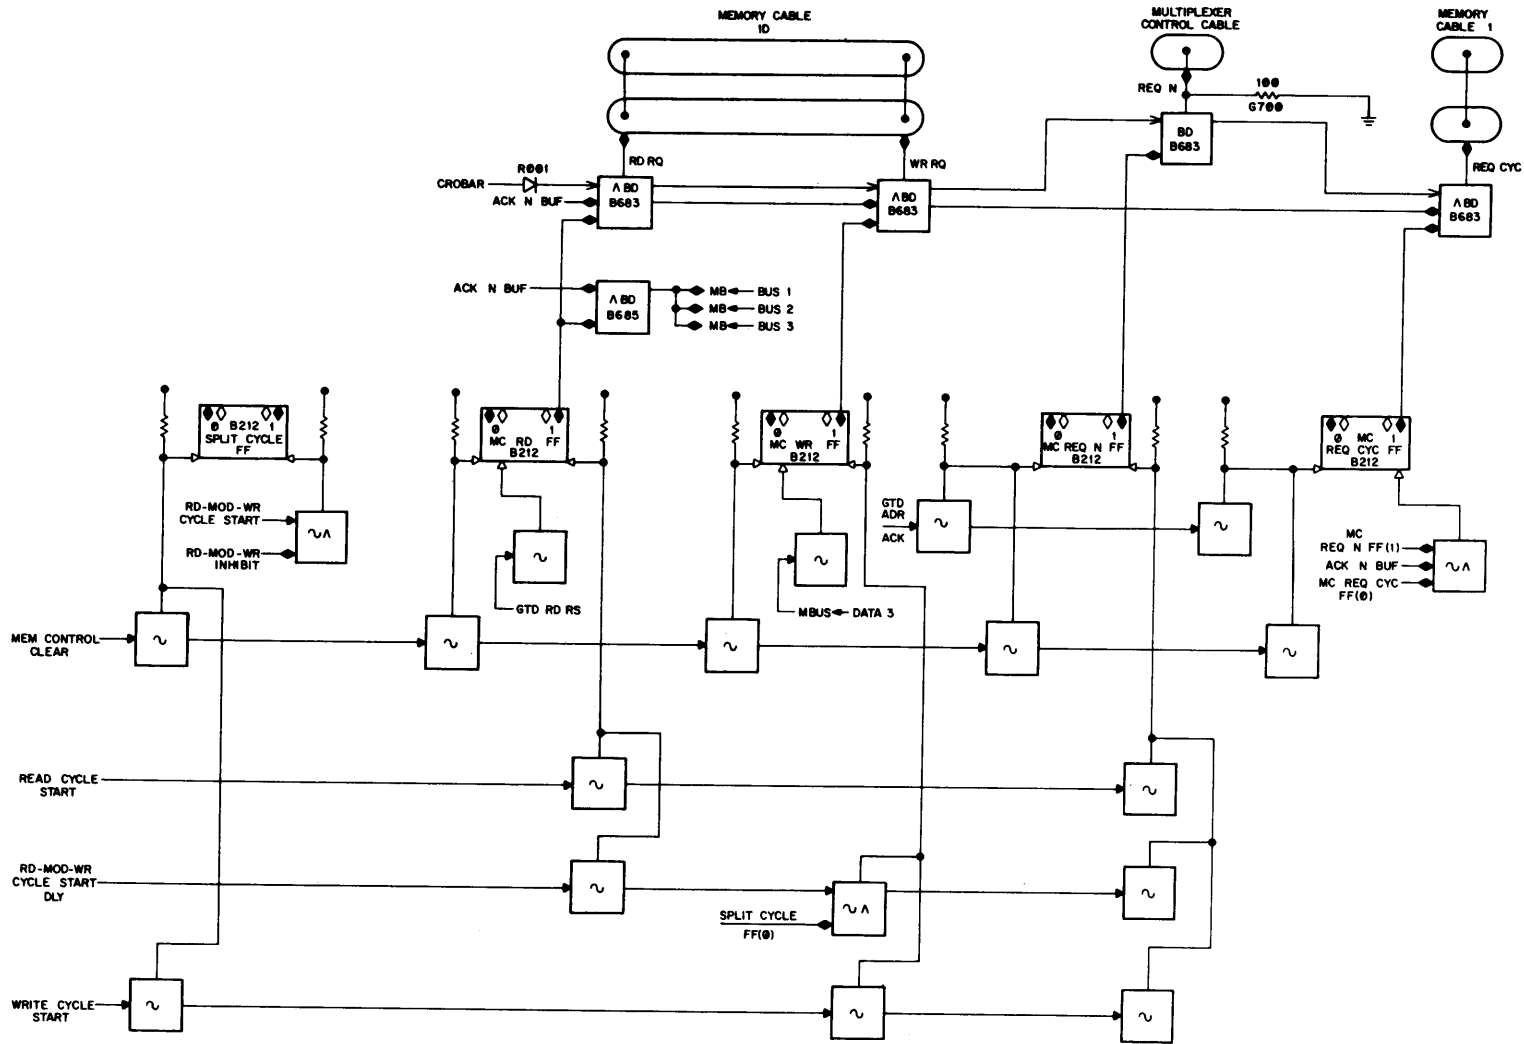 MEMORY CABLE
1D
MULTIPLEXER
CONTROL CABLE
MEMORY
CABLE 1
REQ N
100
G700
BD
B683
RD RQ
WR RQ
REQ CYC
R001
CROBAR
ACK N BUF
∧ BD
B683
∧ BD
B683
∧ BD
B683
ACK N BUF
∧ BD
B685
MB ← BUS 1
MB ← BUS 2
MB ← BUS 3
0 B212 1
SPLIT CYCLE
FF
0 1
MC RD FF
B212
0 1
MC WR FF
B212
0 1
MC REQ N FF
B212
0 MC 1
REQ CYC FF
B212
RD-MOD-WR
CYCLE START
RD-MOD-WR
INHIBIT
∼∧
∼
GTD RD RS
∼
MBUS ← DATA 3
GTD
ADR
ACK
∼
∼
MC
REQ N FF(1)
ACK N BUF
MC REQ CYC
FF(0)
∼∧
MEM CONTROL
CLEAR
∼
∼
∼
∼
∼
READ CYCLE
START
∼
∼
RD-MOD-WR
CYCLE START
DLY
∼
∼∧
∼
SPLIT CYCLE
FF(0)
WRITE CYCLE
START
∼
∼
∼